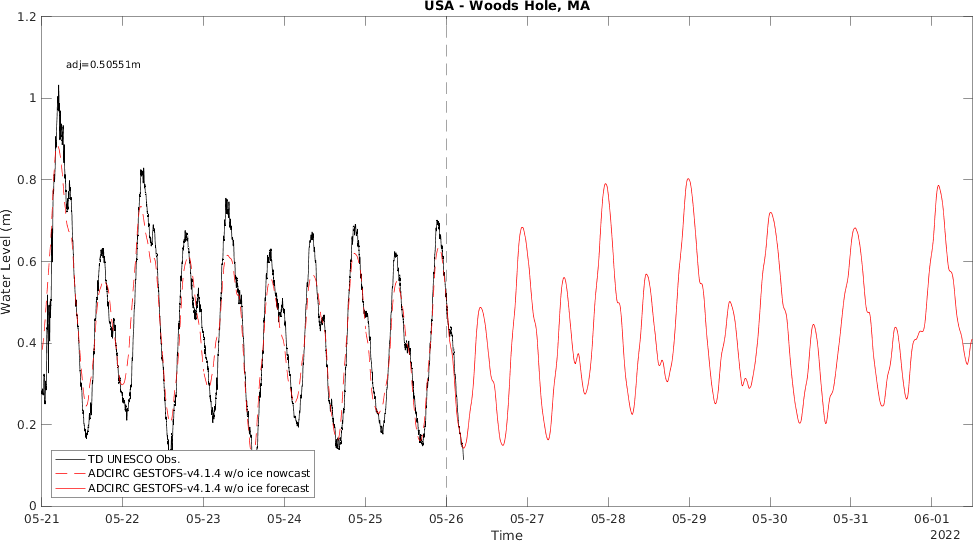 USA - Woods Hole, MA
1.2
1
0.8
0.6
0.4
0.2
0
Water Level (m)
adj=0.50551m
TD UNESCO Obs.
ADCIRC GESTOFS-v4.1.4 w/o ice nowcast
ADCIRC GESTOFS-v4.1.4 w/o ice forecast
05-21 05-22 05-23 05-24 05-25 05-26 05-27 05-28 05-29 05-30 05-31 06-01
2022
Time